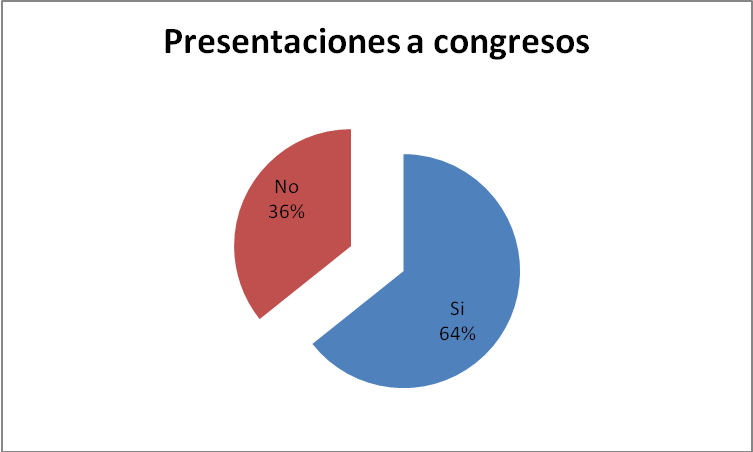 Presentaciones a congresos
No
36%
Si
64%